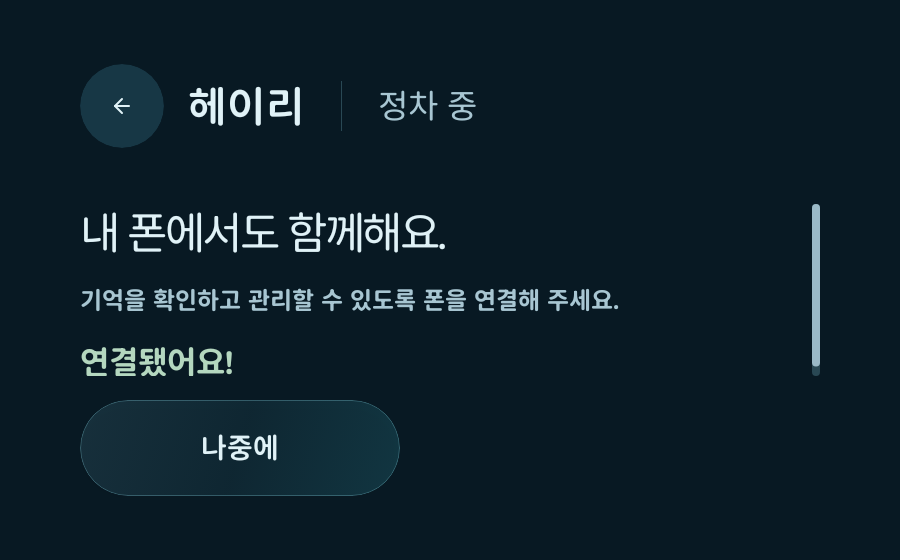 헤이리
정차 중
내 폰에서도 함께해요.
기억을 확인하고 관리할 수 있도록 폰을 연결해 주세요.
연결됐어요!
나중에